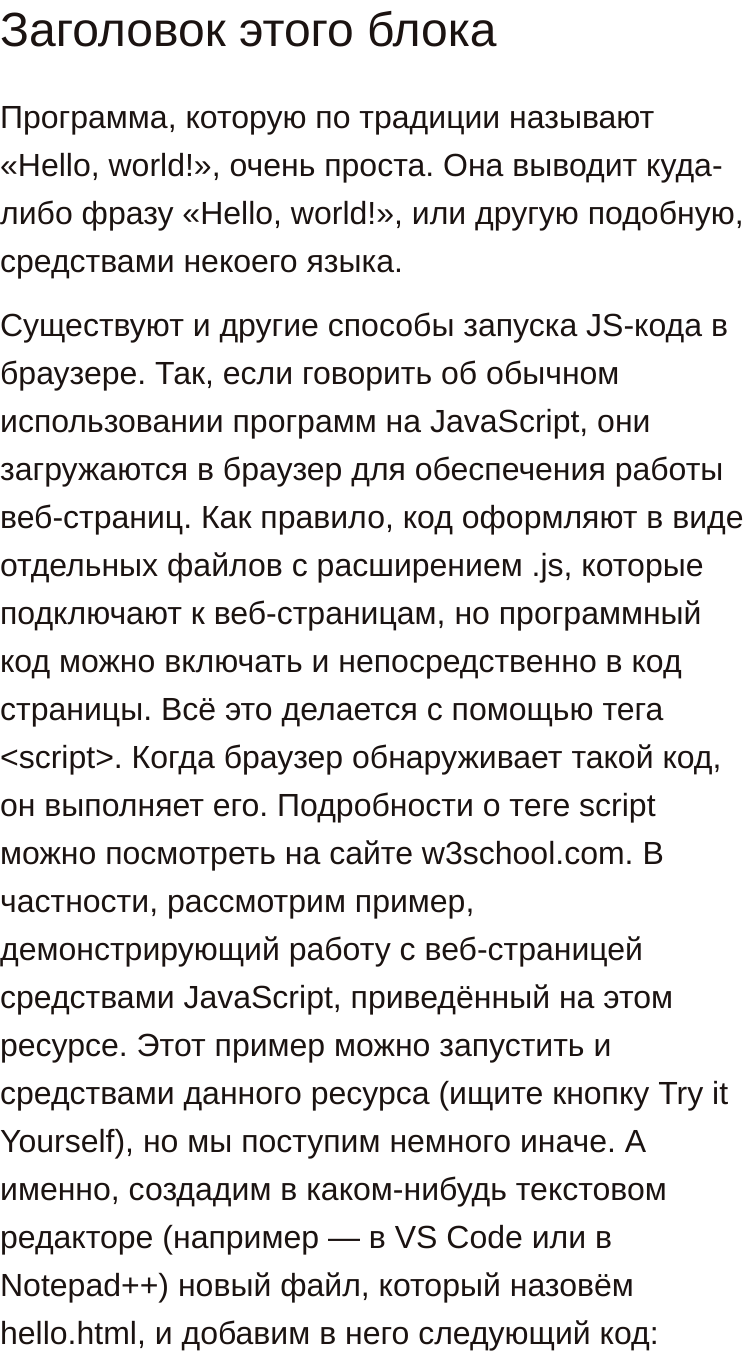 Заголовок этого блока
Программа, которую по традиции называют
«Hello, world!», очень проста. Она выводит куда-
либо фразу «Hello, world!», или другую подобную,
средствами некоего языка.
Существуют и другие способы запуска JS-кода в
браузере. Так, если говорить об обычном
использовании программ на JavaScript, они
загружаются в браузер для обеспечения работы
веб-страниц. Как правило, код оформляют в виде
отдельных файлов с расширением .js, которые
подключают к веб-страницам, но программный
код можно включать и непосредственно в код
страницы. Всё это делается с помощью тега
<script>. Когда браузер обнаруживает такой код,
он выполняет его. Подробности о теге script
можно посмотреть на сайте w3school.com. В
частности, рассмотрим пример,
демонстрирующий работу с веб-страницей
средствами JavaScript, приведённый на этом
ресурсе. Этот пример можно запустить и
средствами данного ресурса (ищите кнопку Try it
Yourself), но мы поступим немного иначе. А
именно, создадим в каком-нибудь текстовом
редакторе (например — в VS Code или в
Notepad++) новый файл, который назовём
hello.html, и добавим в него следующий код: